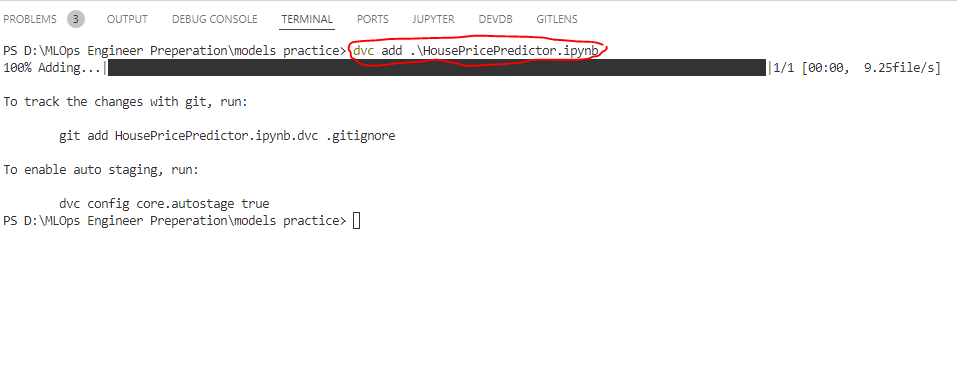 PROBLEMS 3 OUTPUT DEBUG CONSOLE TERMINAL PORTS JUPYTER DEVDB GITLENS
PS D:\MLOps Engineer Preperation\models practice> dvc add .\HousePricePredictor.ipynb
100% Adding...| |1/1 [00:00, 9.25file/s]
To track the changes with git, run:
git add HousePricePredictor.ipynb.dvc .gitignore
To enable auto staging, run:
dvc config core.autostage true
PS D:\MLOps Engineer Preperation\models practice>